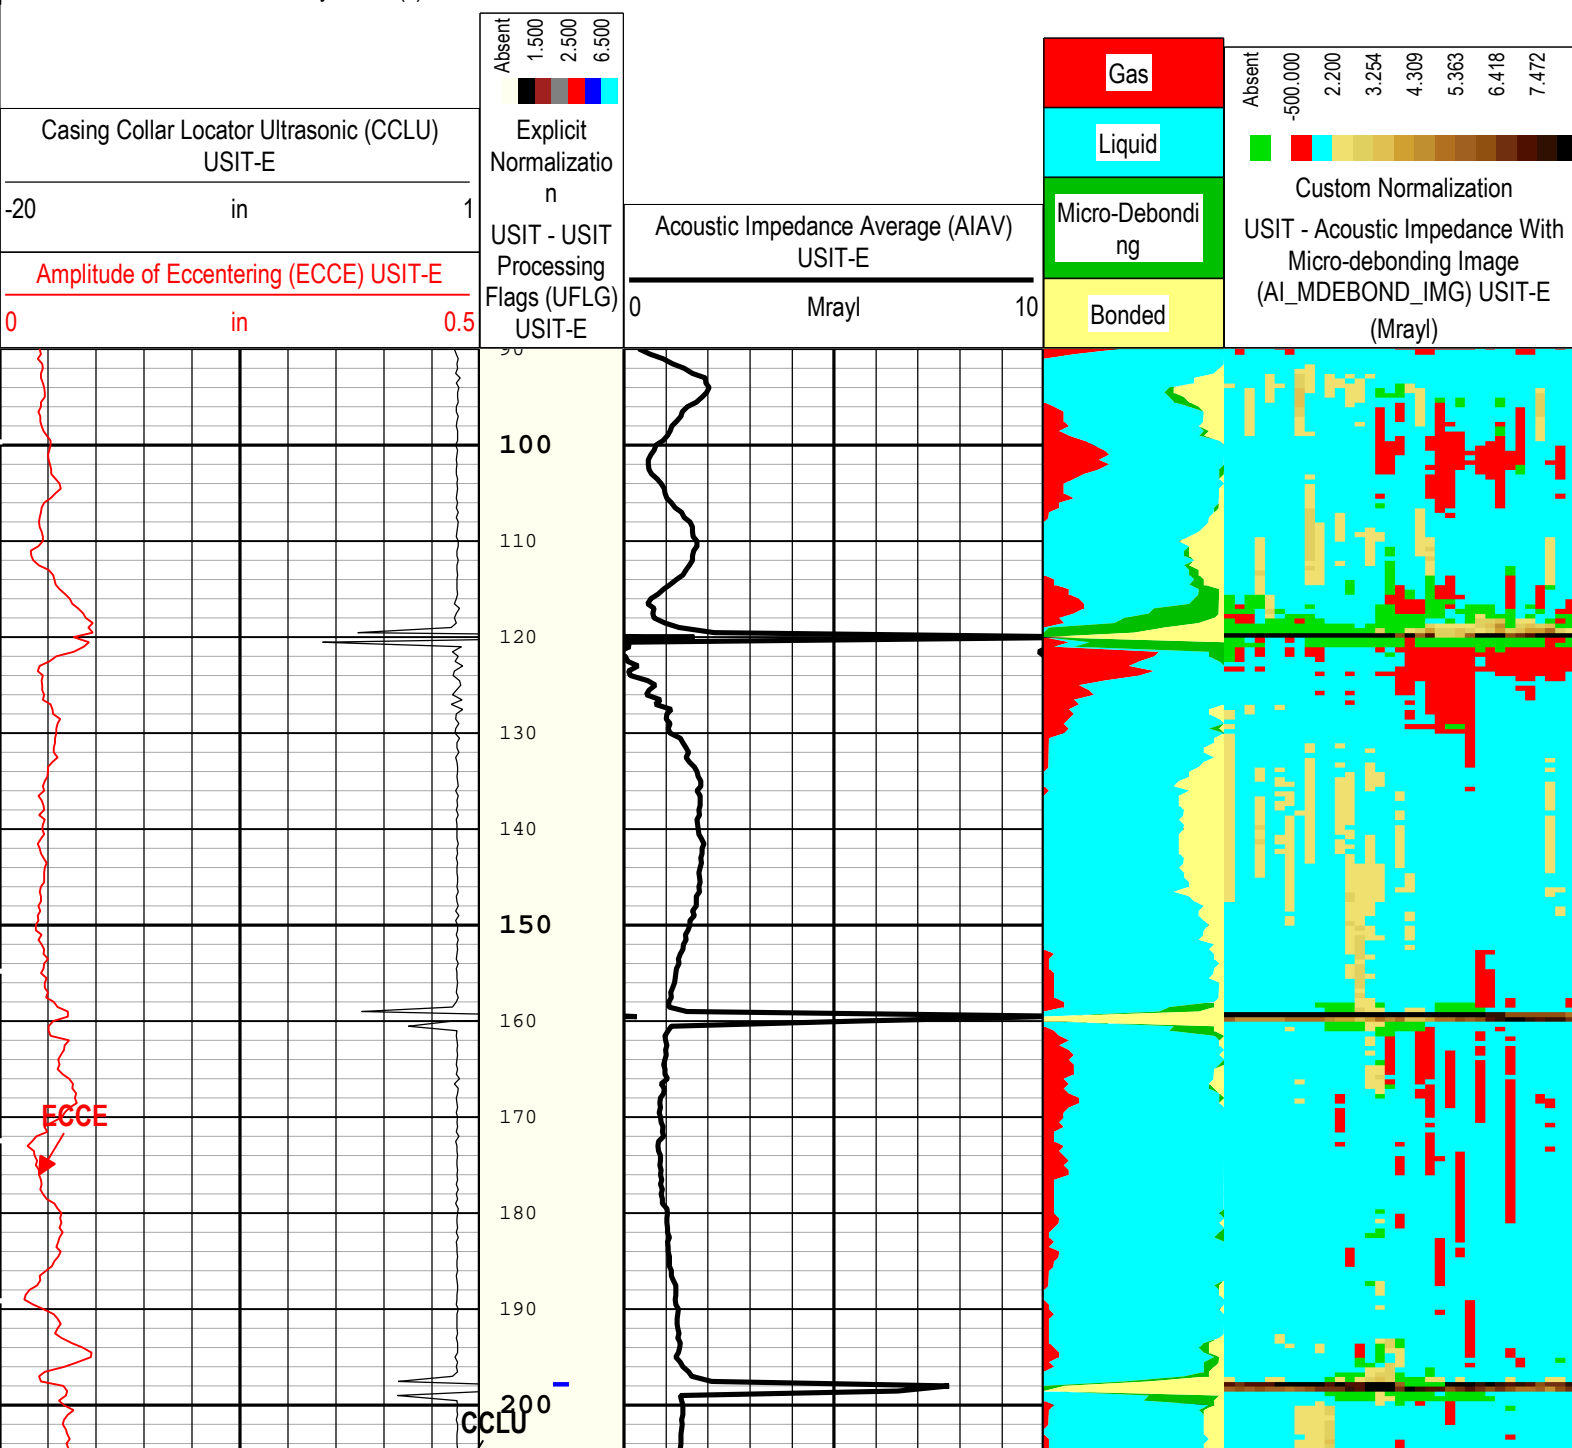 Absent
1.500
2.500
6.500
Explicit
Normalizatio
n
USIT - USIT
Processing
Flags (UFLG)
USIT-E
Casing Collar Locator Ultrasonic (CCLU)
USIT-E
-20 in 1
Amplitude of Eccentering (ECCE) USIT-E
0 in 0.5
Acoustic Impedance Average (AIAV)
USIT-E
0 Mrayl 10
Gas
Liquid
Micro-Debondi
ng
Bonded
Absent
-500.000
2.200
3.254
4.309
5.363
6.418
7.472
Custom Normalization
USIT - Acoustic Impedance With
Micro-debonding Image
(AI_MDEBOND_IMG) USIT-E
(Mrayl)
90
100
110
120
130
140
150
160
170
ECCE
180
190
200
CCLU